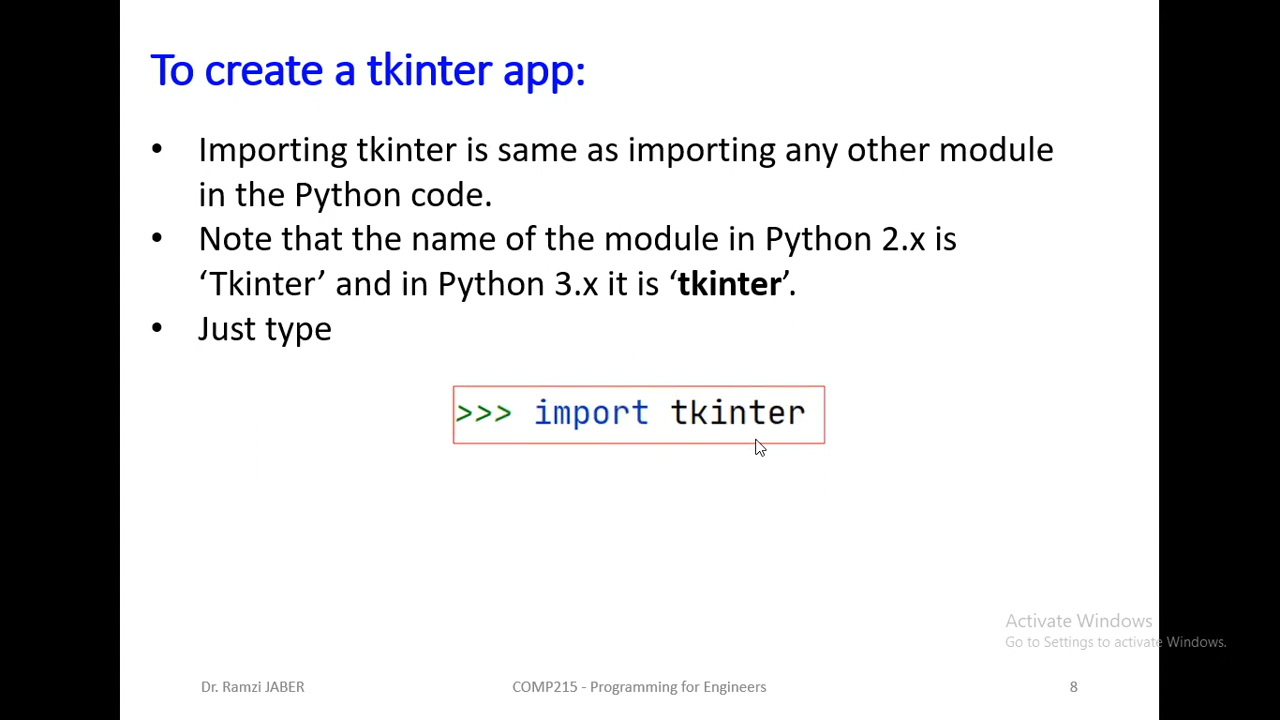 To create a tkinter app:
• Importing tkinter is same as importing any other module
in the Python code.
• Note that the name of the module in Python 2.x is
‘Tkinter’ and in Python 3.x it is ‘tkinter’.
• Just type
>>> import tkinter
Activate Windows
Go to Settings to activate Windows.
Dr. Ramzi JABER
COMP215 - Programming for Engineers
8